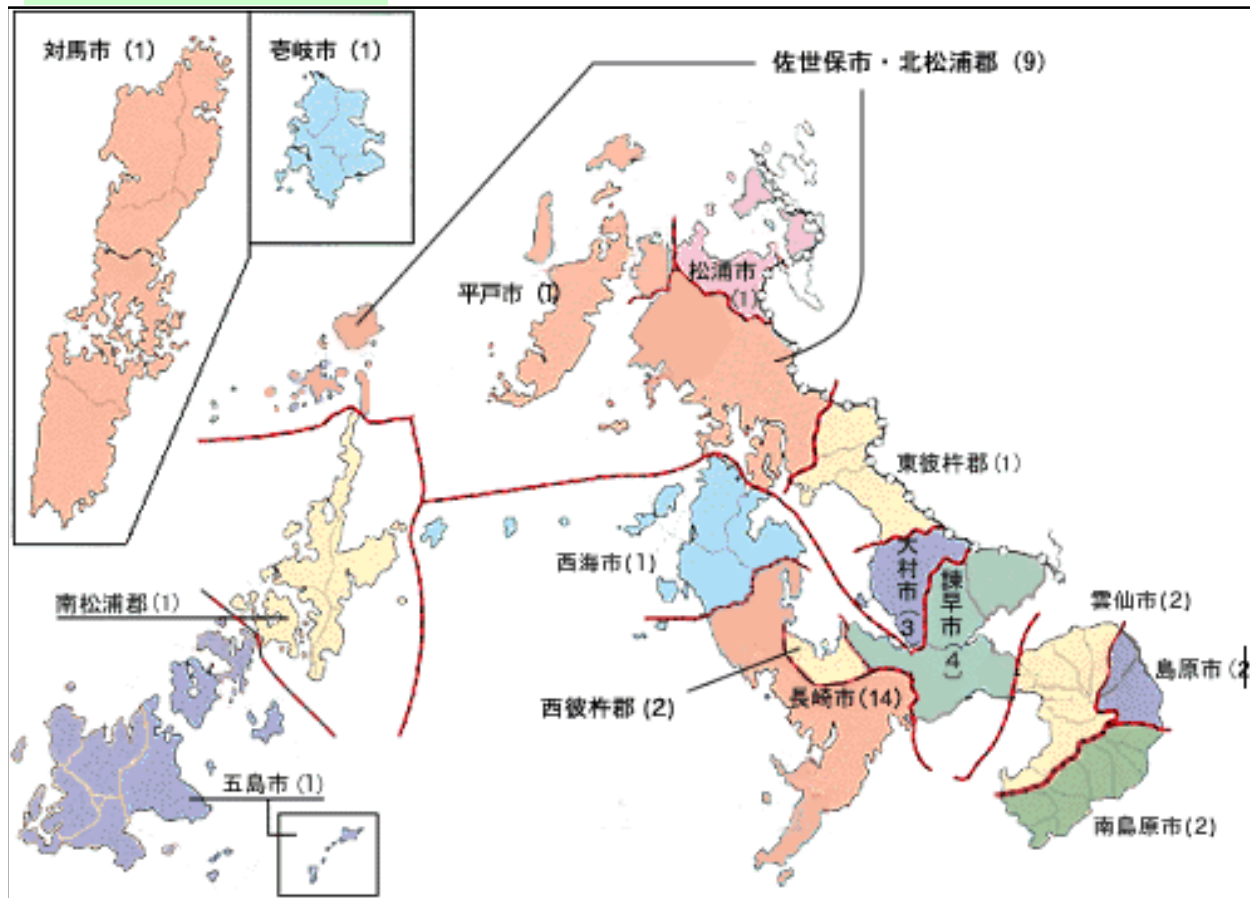 対馬市 (1)
壱岐市 (1)
佐世保市・北松浦郡 (9)
松浦市
(1)
平戸市 (1)
東彼杵郡(1)
大村市(3)
諫早市(4)
西海市(1)
雲仙市(2)
島原市(2
南松浦郡(1)
長崎市(14)
西彼杵郡(2)
五島市(1)
南島原市(2)